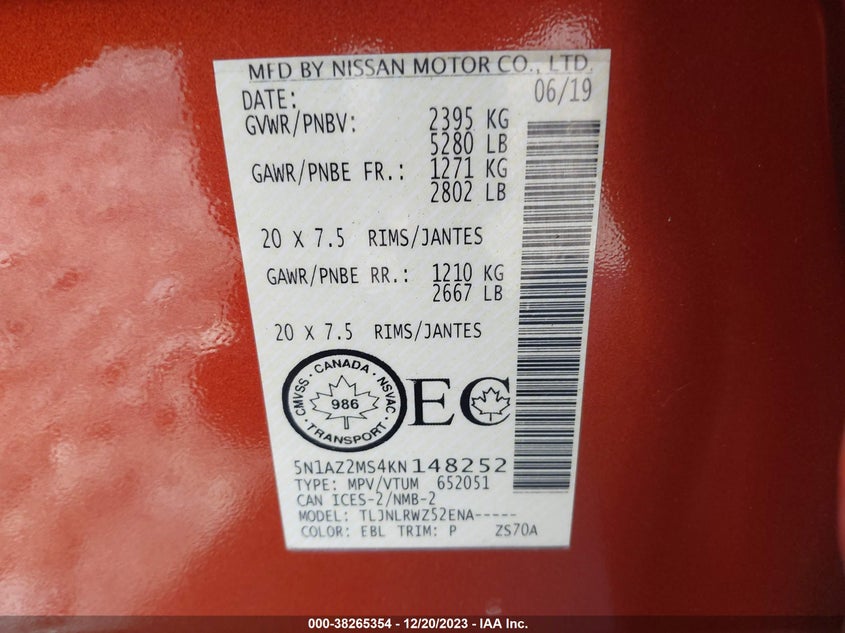 MFD BY NISSAN MOTOR CO., LTD.
DATE: 06/19
GVWR/PNBV: 2395 KG
5280 LB
GAWR/PNBE FR.: 1271 KG
2802 LB
20 X 7.5 RIMS/JANTES
GAWR/PNBE RR.: 1210 KG
2667 LB
20 X 7.5 RIMS/JANTES
CMVSS · CANADA · NSVAC
986
· TRANSPORT ·
EC
5N1AZ2MS4KN148252
TYPE: MPV/VTUM 652051
CAN ICES-2/NMB-2
MODEL: TLJNLRWZ52ENA-----
COLOR: EBL TRIM: P ZS70A
000-38265354 - 12/20/2023 - IAA Inc.